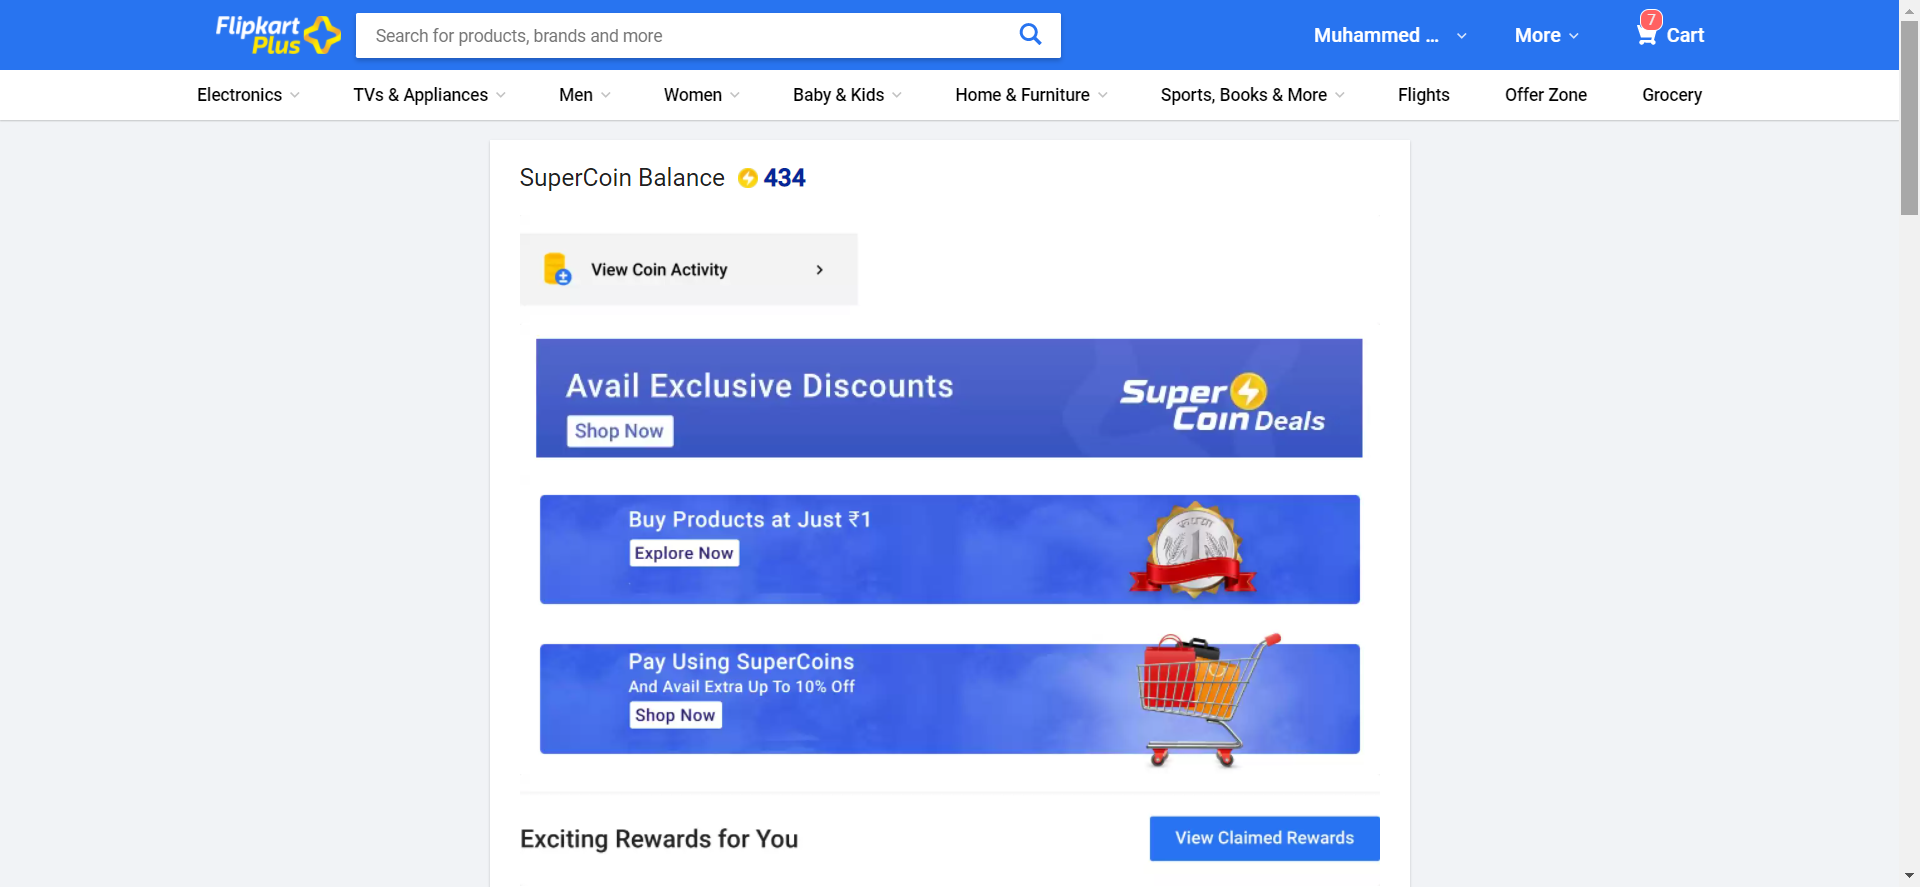 Flipkart
Plus
Search for products, brands and more
Muhammed ...
More
7
Cart
Electronics
TVs & Appliances
Men
Women
Baby & Kids
Home & Furniture
Sports, Books & More
Flights
Offer Zone
Grocery
SuperCoin Balance 434
View Coin Activity
Avail Exclusive Discounts
Shop Now
Super
Coin Deals
Buy Products at Just ₹1
Explore Now
1
Pay Using SuperCoins
And Avail Extra Up To 10% Off
Shop Now
Exciting Rewards for You
View Claimed Rewards